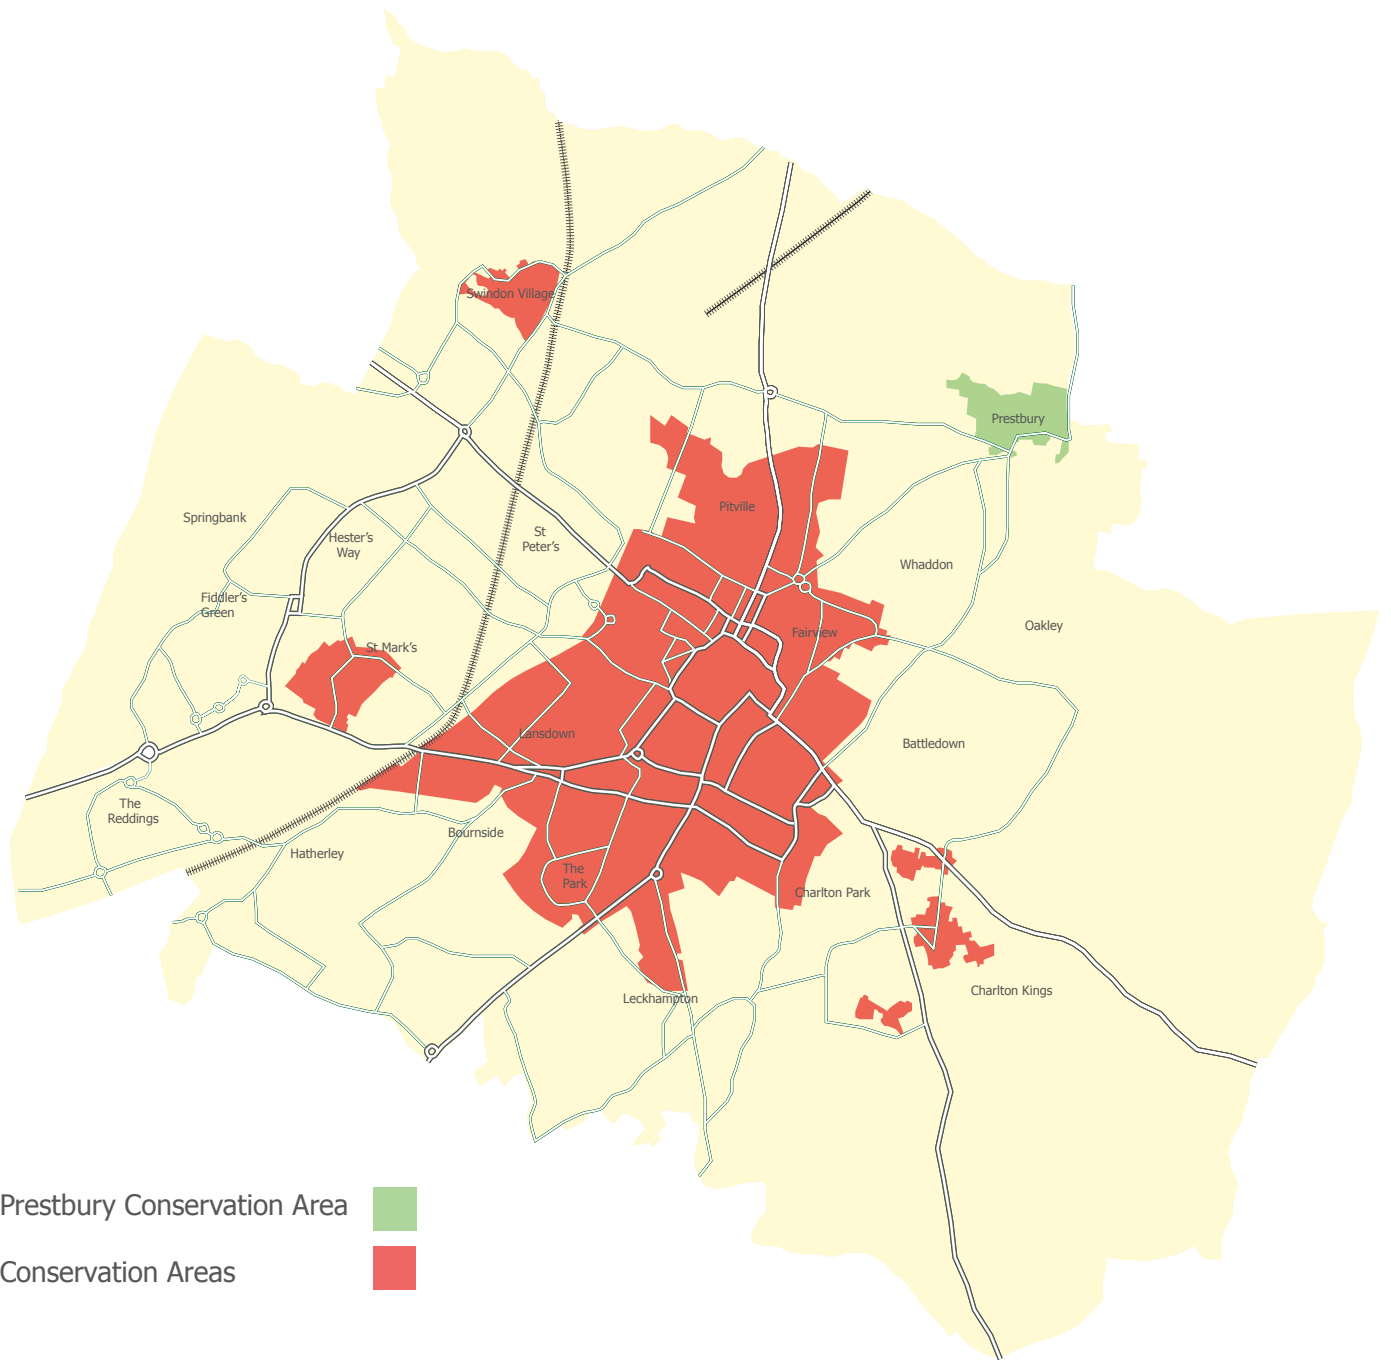 Swindon Village
Prestbury
Pitville
Springbank
Hester's
Way
St
Peter's
Whaddon
Fiddler's
Green
Oakley
Fairview
St Mark's
Lansdown
Battledown
The
Reddings
Bournside
Hatherley
The
Park
Charlton Park
Leckhampton
Charlton Kings
Prestbury Conservation Area
Conservation Areas